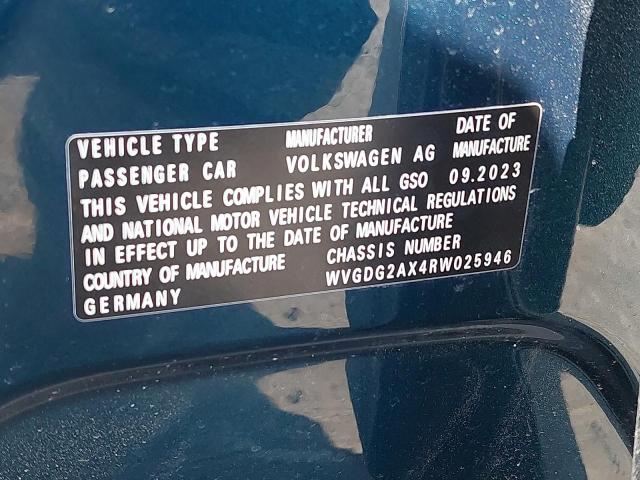 VEHICLE TYPE MANUFACTURER DATE OF MANUFACTURE
PASSENGER CAR VOLKSWAGEN AG 09.2023
THIS VEHICLE COMPLIES WITH ALL GSO
AND NATIONAL MOTOR VEHICLE TECHNICAL REGULATIONS
IN EFFECT UP TO THE DATE OF MANUFACTURE
COUNTRY OF MANUFACTURE CHASSIS NUMBER
GERMANY WVGDG2AX4RW025946